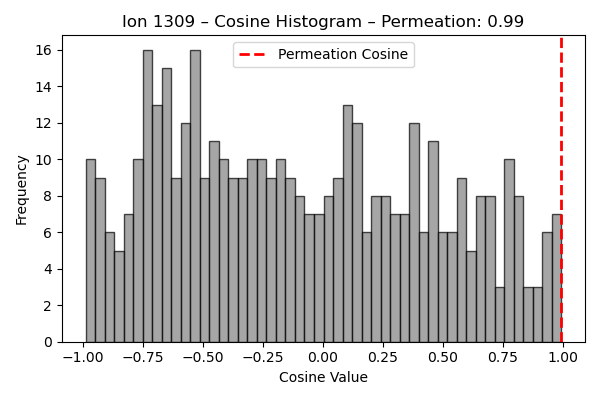 Ion 1309 – Cosine Histogram – Permeation: 0.99
Permeation Cosine
Frequency
16
14
12
10
8
6
4
2
0
−1.00 −0.75 −0.50 −0.25 0.00 0.25 0.50 0.75 1.00
Cosine Value